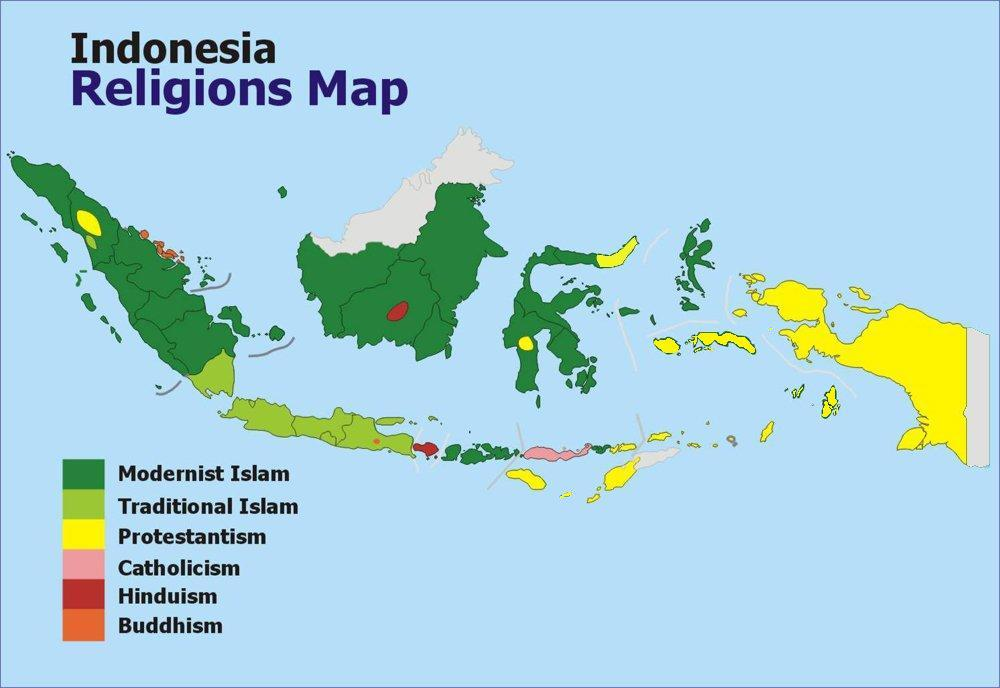 Indonesia
Religions Map
Modernist Islam
Traditional Islam
Protestantism
Catholicism
Hinduism
Buddhism